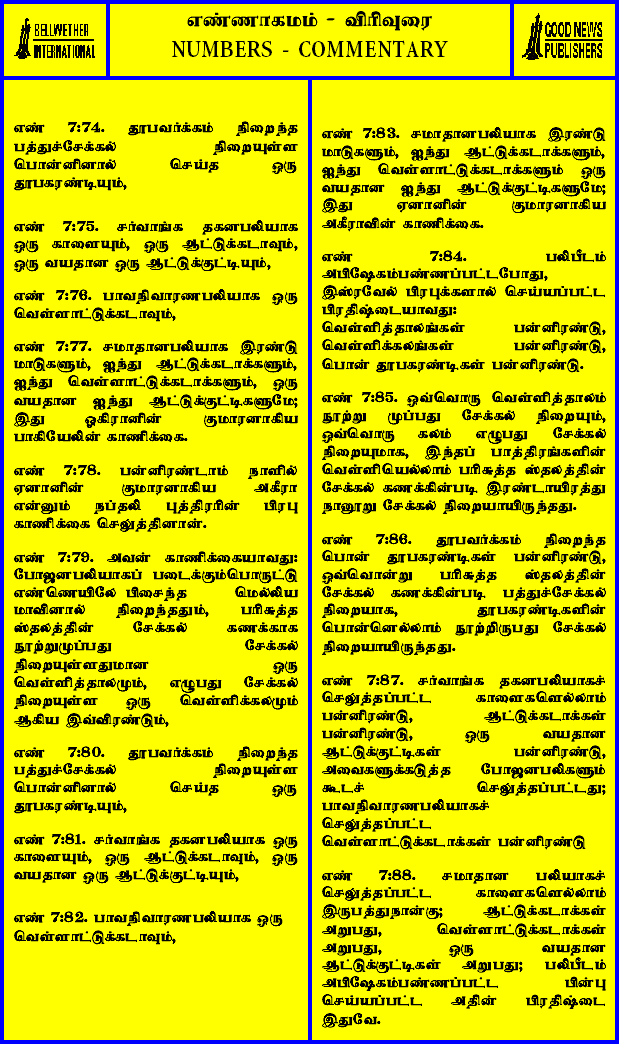 BELLWETHER
INTERNATIONAL
எண்ணாகமம் - விரிவுரை
NUMBERS - COMMENTARY
GOOD NEWS
PUBLISHERS
எண் 7:74. தூபவர்க்கம் நிறைந்த
பத்துச்சேக்கல் நிறையுள்ள
பொன்னினால் செய்த ஒரு
தூபகரண்டியும்,
எண் 7:75. சர்வாங்க தகனபலியாக
ஒரு காளையும், ஒரு ஆட்டுக்கடாவும்,
ஒரு வயதான ஒரு ஆட்டுக்குட்டியும்,
எண் 7:76. பாவநிவாரணபலியாக ஒரு
வெள்ளாட்டுக்கடாவும்,
எண் 7:77. சமாதானபலியாக இரண்டு
மாடுகளும், ஐந்து ஆட்டுக்கடாக்களும்,
ஐந்து வெள்ளாட்டுக்கடாக்களும், ஒரு
வயதான ஐந்து ஆட்டுக்குட்டிகளுமே;
இது ஓகிரானின் குமாரனாகிய
பாகியேலின் காணிக்கை.
எண் 7:78. பன்னிரண்டாம் நாளில்
ஏனானின் குமாரனாகிய அகீரா
என்னும் நப்தலி புத்திரரின் பிரபு
காணிக்கை செலுத்தினான்.
எண் 7:79. அவன் காணிக்கையாவது:
போஜனபலியாகப் படைக்கும்பொருட்டு
எண்ணெயிலே பிசைந்த மெல்லிய
மாவினால் நிறைந்ததும், பரிசுத்த
ஸ்தலத்தின் சேக்கல் கணக்காக
நூற்றுமுப்பது சேக்கல்
நிறையுள்ளதுமான ஒரு
வெள்ளித்தாலமும், எழுபது சேக்கல்
நிறையுள்ள ஒரு வெள்ளிக்கலமும்
ஆகிய இவ்விரண்டும்,
எண் 7:80. தூபவர்க்கம் நிறைந்த
பத்துச்சேக்கல் நிறையுள்ள
பொன்னினால் செய்த ஒரு
தூபகரண்டியும்,
எண் 7:81. சர்வாங்க தகனபலியாக ஒரு
காளையும், ஒரு ஆட்டுக்கடாவும், ஒரு
வயதான ஒரு ஆட்டுக்குட்டியும்,
எண் 7:82. பாவநிவாரணபலியாக ஒரு
வெள்ளாட்டுக்கடாவும்,
எண் 7:83. சமாதானபலியாக இரண்டு
மாடுகளும், ஐந்து ஆட்டுக்கடாக்களும்,
ஐந்து வெள்ளாட்டுக்கடாக்களும் ஒரு
வயதான ஐந்து ஆட்டுக்குட்டிகளுமே;
இது ஏனானின் குமாரனாகிய
அகீராவின் காணிக்கை.
எண் 7:84. பலிபீடம்
அபிஷேகம்பண்ணப்பட்டபோது,
இஸ்ரவேல் பிரபுக்களால் செய்யப்பட்ட
பிரதிஷ்டையாவது:
வெள்ளித்தாலங்கள் பன்னிரண்டு,
வெள்ளிக்கலங்கள் பன்னிரண்டு,
பொன் தூபகரண்டிகள் பன்னிரண்டு.
எண் 7:85. ஒவ்வொரு வெள்ளித்தாலம்
நூற்று முப்பது சேக்கல் நிறையும்,
ஒவ்வொரு கலம் எழுபது சேக்கல்
நிறையுமாக, இந்தப் பாத்திரங்களின்
வெள்ளியெல்லாம் பரிசுத்த ஸ்தலத்தின்
சேக்கல் கணக்கின்படி இரண்டாயிரத்து
நானூறு சேக்கல் நிறையாயிருந்தது.
எண் 7:86. தூபவர்க்கம் நிறைந்த
பொன் தூபகரண்டிகள் பன்னிரண்டு,
ஒவ்வொன்று பரிசுத்த ஸ்தலத்தின்
சேக்கல் கணக்கின்படி பத்துச்சேக்கல்
நிறையாக, தூபகரண்டிகளின்
பொன்னெல்லாம் நூற்றிருபது சேக்கல்
நிறையாயிருந்தது.
எண் 7:87. சர்வாங்க தகனபலியாகச்
செலுத்தப்பட்ட காளைகளெல்லாம்
பன்னிரண்டு, ஆட்டுக்கடாக்கள்
பன்னிரண்டு, ஒரு வயதான
ஆட்டுக்குட்டிகள் பன்னிரண்டு,
அவைகளுக்கடுத்த போஜனபலிகளும்
கூடச் செலுத்தப்பட்டது;
பாவநிவாரணபலியாகச்
செலுத்தப்பட்ட
வெள்ளாட்டுக்கடாக்கள் பன்னிரண்டு
எண் 7:88. சமாதான பலியாகச்
செலுத்தப்பட்ட காளைகளெல்லாம்
இருபத்துநான்கு; ஆட்டுக்கடாக்கள்
அறுபது, வெள்ளாட்டுக்கடாக்கள்
அறுபது, ஒரு வயதான
ஆட்டுக்குட்டிகள் அறுபது; பலிபீடம்
அபிஷேகம்பண்ணப்பட்ட பின்பு
செய்யப்பட்ட அதின் பிரதிஷ்டை
இதுவே.